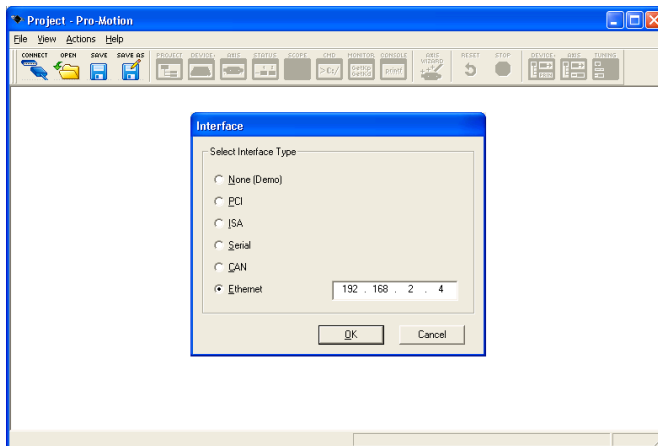 Project - Pro-Motion
File View Actions Help
CONNECT OPEN SAVE SAVE AS PROJECT DEVICE AXIS STATUS SCOPE CMD MONITOR CONSOLE AXIS WIZARD RESET STOP DEVICE AXIS TUNING
>C:/ GetKp GetKd printf
Interface
Select Interface Type
None (Demo)
PCI
ISA
Serial
CAN
Ethernet 192 . 168 . 2 . 4
OK Cancel